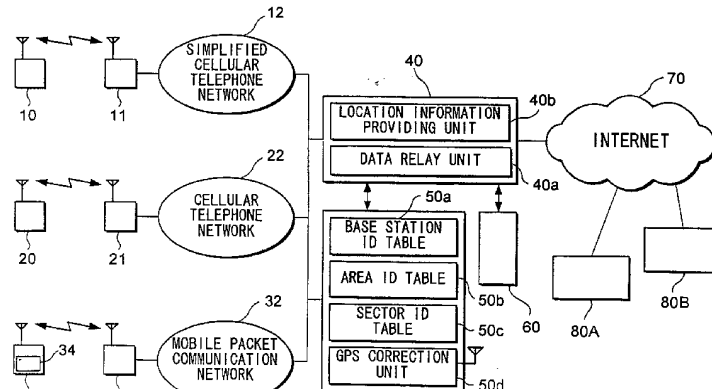 12
SIMPLIFIED
CELLULAR
TELEPHONE
NETWORK
10
11
40
LOCATION INFORMATION
PROVIDING UNIT
40b
DATA RELAY UNIT
40a
70
INTERNET
22
CELLULAR
TELEPHONE
NETWORK
20
21
50a
BASE STATION
ID TABLE
AREA ID TABLE
50b
SECTOR ID
TABLE
50c
GPS CORRECTION
UNIT
50d
60
80A
80B
32
MOBILE PACKET
COMMUNICATION
NETWORK
34